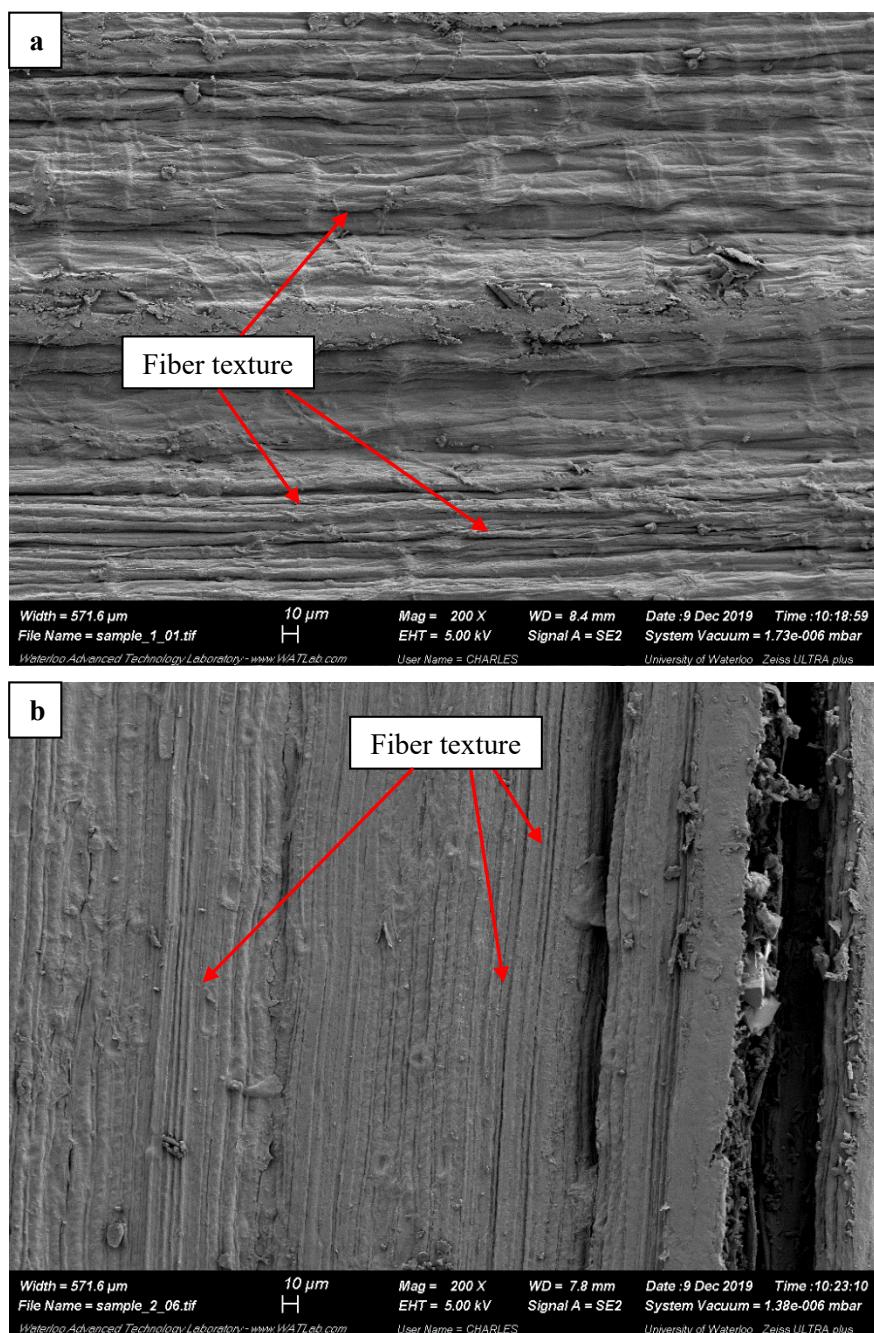 a
Fiber texture
Width = 571.6 µm 10 µm Mag = 200 X WD = 8.4 mm Date :9 Dec 2019 Time :10:18:59
File Name = sample_1_01.tif EHT = 5.00 kV Signal A = SE2 System Vacuum = 1.73e-006 mbar
Waterloo Advanced Technology Laboratory - www.WATLab.com User Name = CHARLES University of Waterloo Zeiss ULTRA plus
b
Fiber texture
Width = 571.6 µm 10 µm Mag = 200 X WD = 7.8 mm Date :9 Dec 2019 Time :10:23:10
File Name = sample_2_06.tif EHT = 5.00 kV Signal A = SE2 System Vacuum = 1.38e-006 mbar
Waterloo Advanced Technology Laboratory - www.WATLab.com User Name = CHARLES University of Waterloo Zeiss ULTRA plus